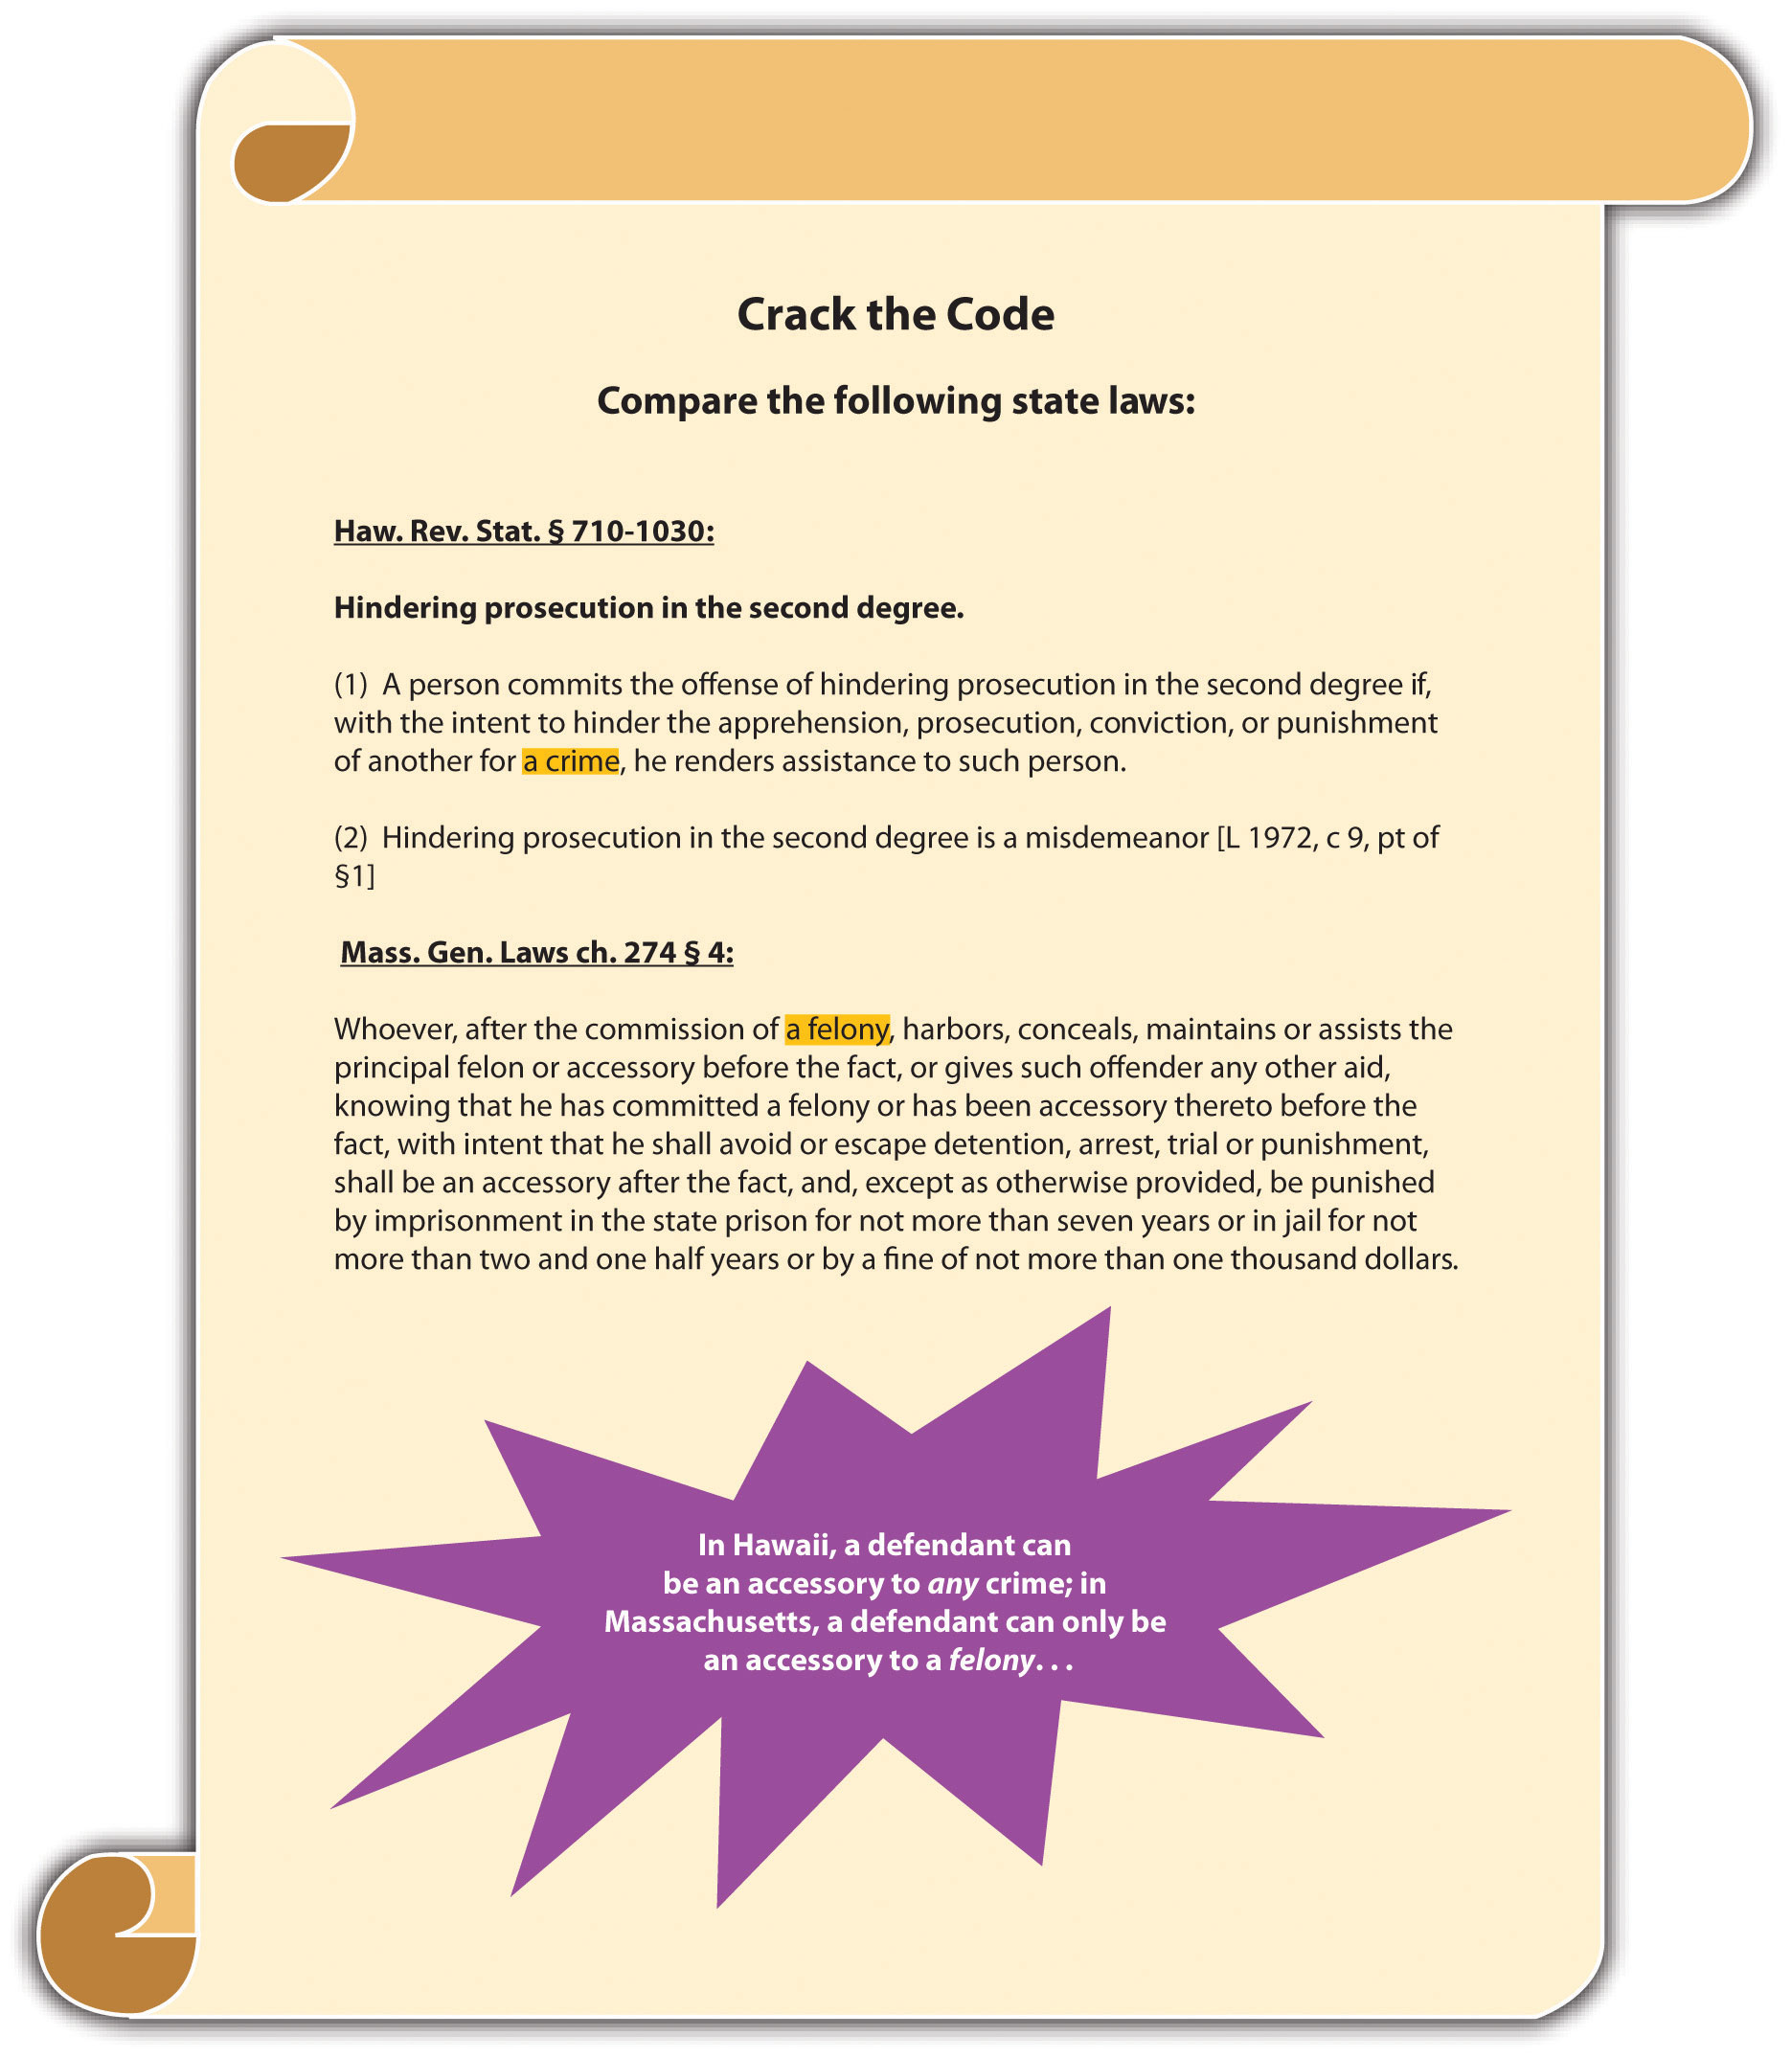 Crack the Code
Compare the following state laws:
Haw. Rev. Stat. § 710-1030:
Hindering prosecution in the second degree.
(1)  A person commits the offense of hindering prosecution in the second degree if,
with the intent to hinder the apprehension, prosecution, conviction, or punishment
of another for a crime, he renders assistance to such person.
(2)  Hindering prosecution in the second degree is a misdemeanor [L 1972, c 9, pt of
§1]
Mass. Gen. Laws ch. 274 § 4:
Whoever, after the commission of a felony, harbors, conceals, maintains or assists the
principal felon or accessory before the fact, or gives such offender any other aid,
knowing that he has committed a felony or has been accessory thereto before the
fact, with intent that he shall avoid or escape detention, arrest, trial or punishment,
shall be an accessory after the fact, and, except as otherwise provided, be punished
by imprisonment in the state prison for not more than seven years or in jail for not
more than two and one half years or by a fine of not more than one thousand dollars.
In Hawaii, a defendant can
be an accessory to any crime; in
Massachusetts, a defendant can only be
an accessory to a felony. . .